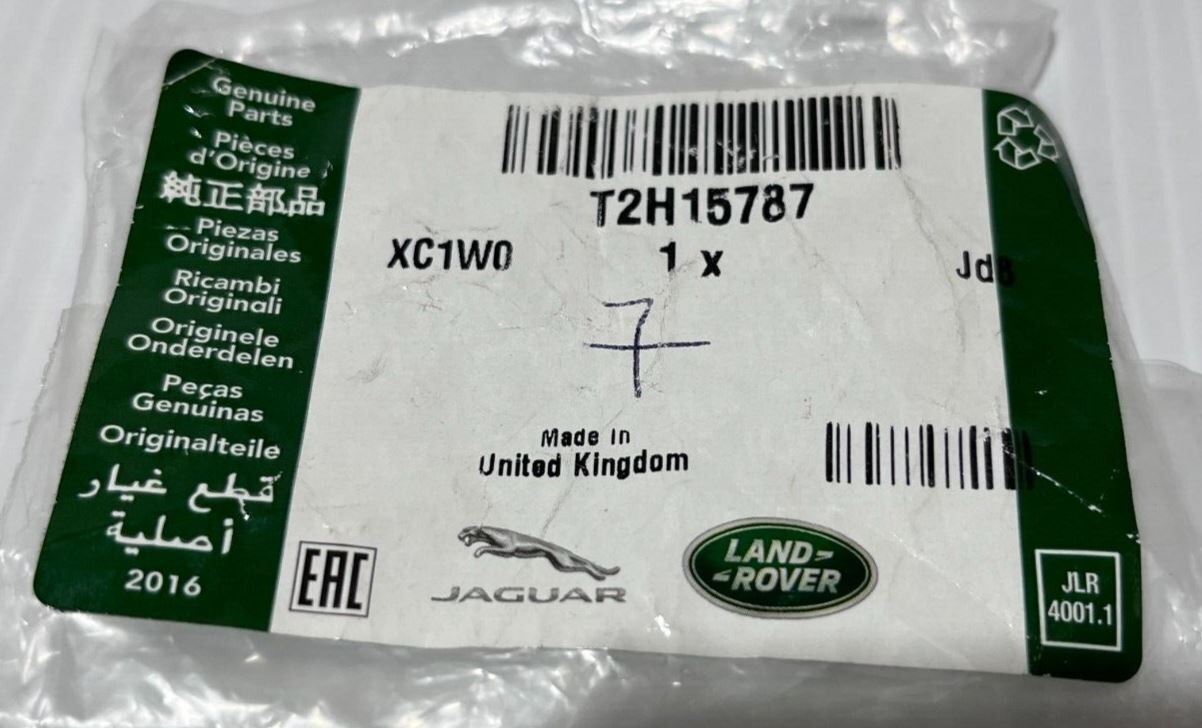 Genuine
Parts
Pièces
d'Origine
純正部品
Piezas
Originales
Ricambi
Originali
Originele
Onderdelen
Peças
Genuinas
Originalteile
قطع غيار
أصلية
2016
T2H15787
XC1W0 1 x
7
Made in
United Kingdom
EAC
JAGUAR
LAND-
-ROVER
JLR
4001.1